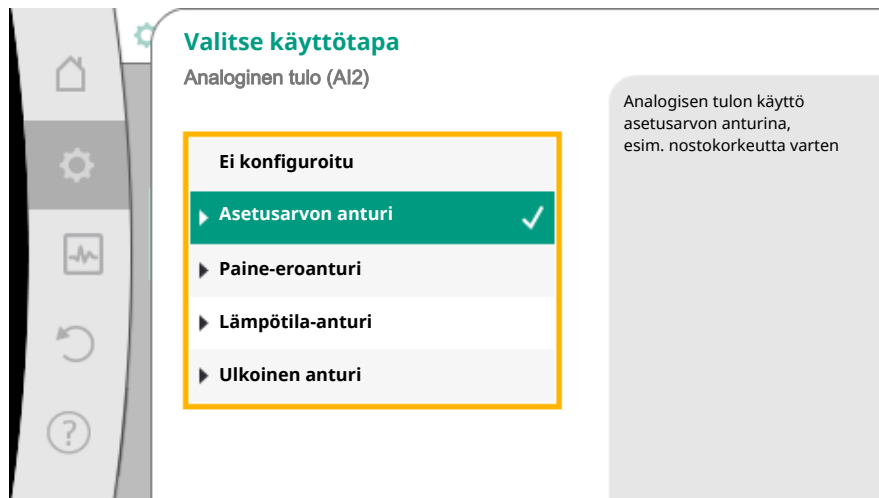 Valitse käyttötapa
Analoginen tulo (AI2)
Ei konfiguroitu
Asetusarvon anturi
Paine-eroanturi
Lämpötila-anturi
Ulkoinen anturi
Analogisen tulon käyttö
asetusarvon anturina,
esim. nostokorkeutta varten
?